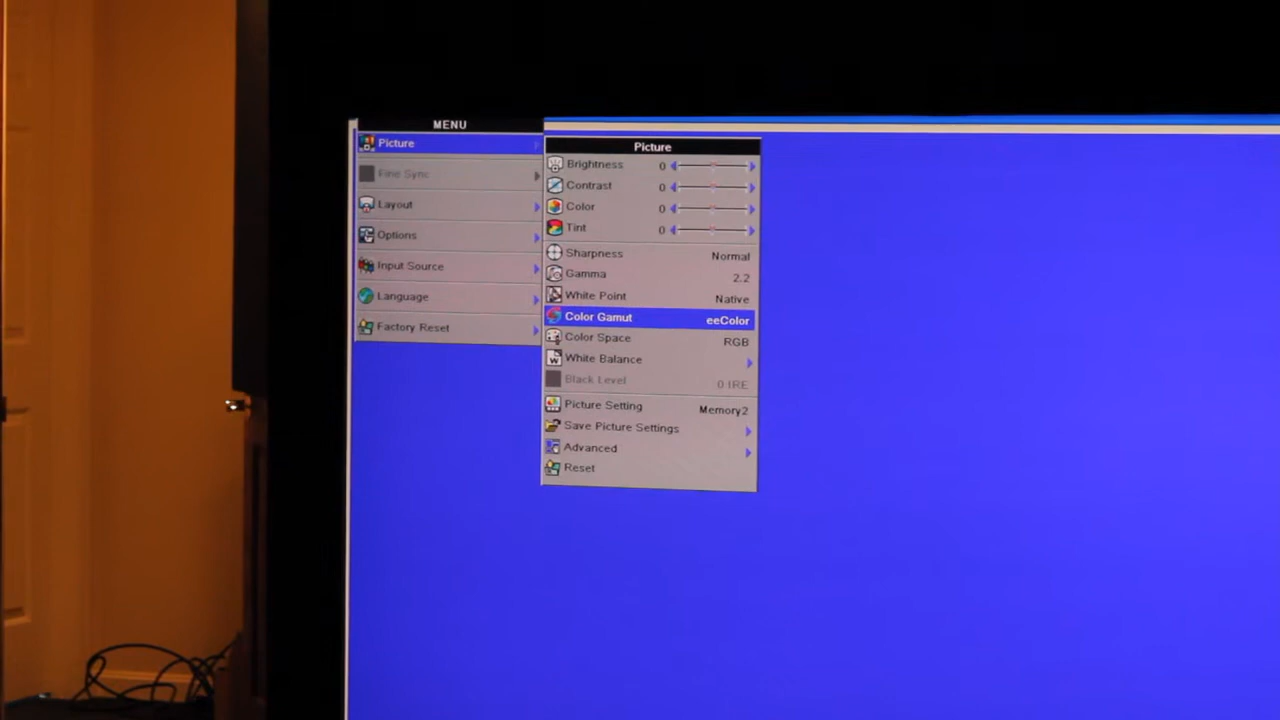 MENU
Picture
Fine Sync
Layout
Options
Input Source
Language
Factory Reset
Picture
Brightness 0
Contrast 0
Color 0
Tint 0
Sharpness Normal
Gamma 2.2
White Point Native
Color Gamut eeColor
Color Space RGB
White Balance
Black Level 0 IRE
Picture Setting Memory2
Save Picture Settings
Advanced
Reset